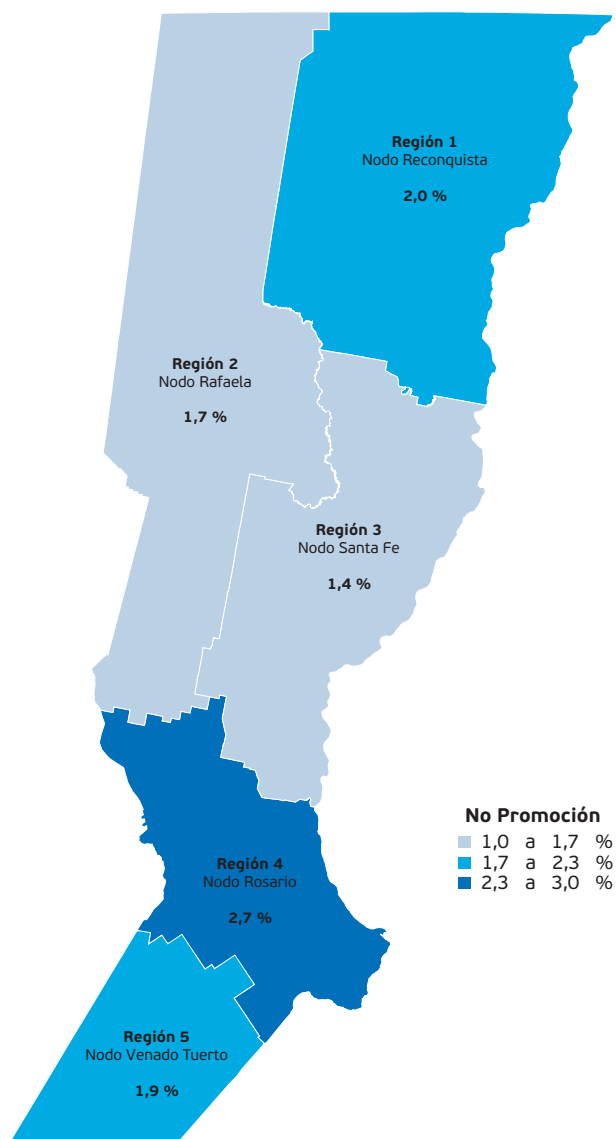 Región 1
Nodo Reconquista
2,0 %
Región 2
Nodo Rafaela
1,7 %
Región 3
Nodo Santa Fe
1,4 %
No Promoción
1,0 a 1,7 %
1,7 a 2,3 %
2,3 a 3,0 %
Región 4
Nodo Rosario
2,7 %
Región 5
Nodo Venado Tuerto
1,9 %